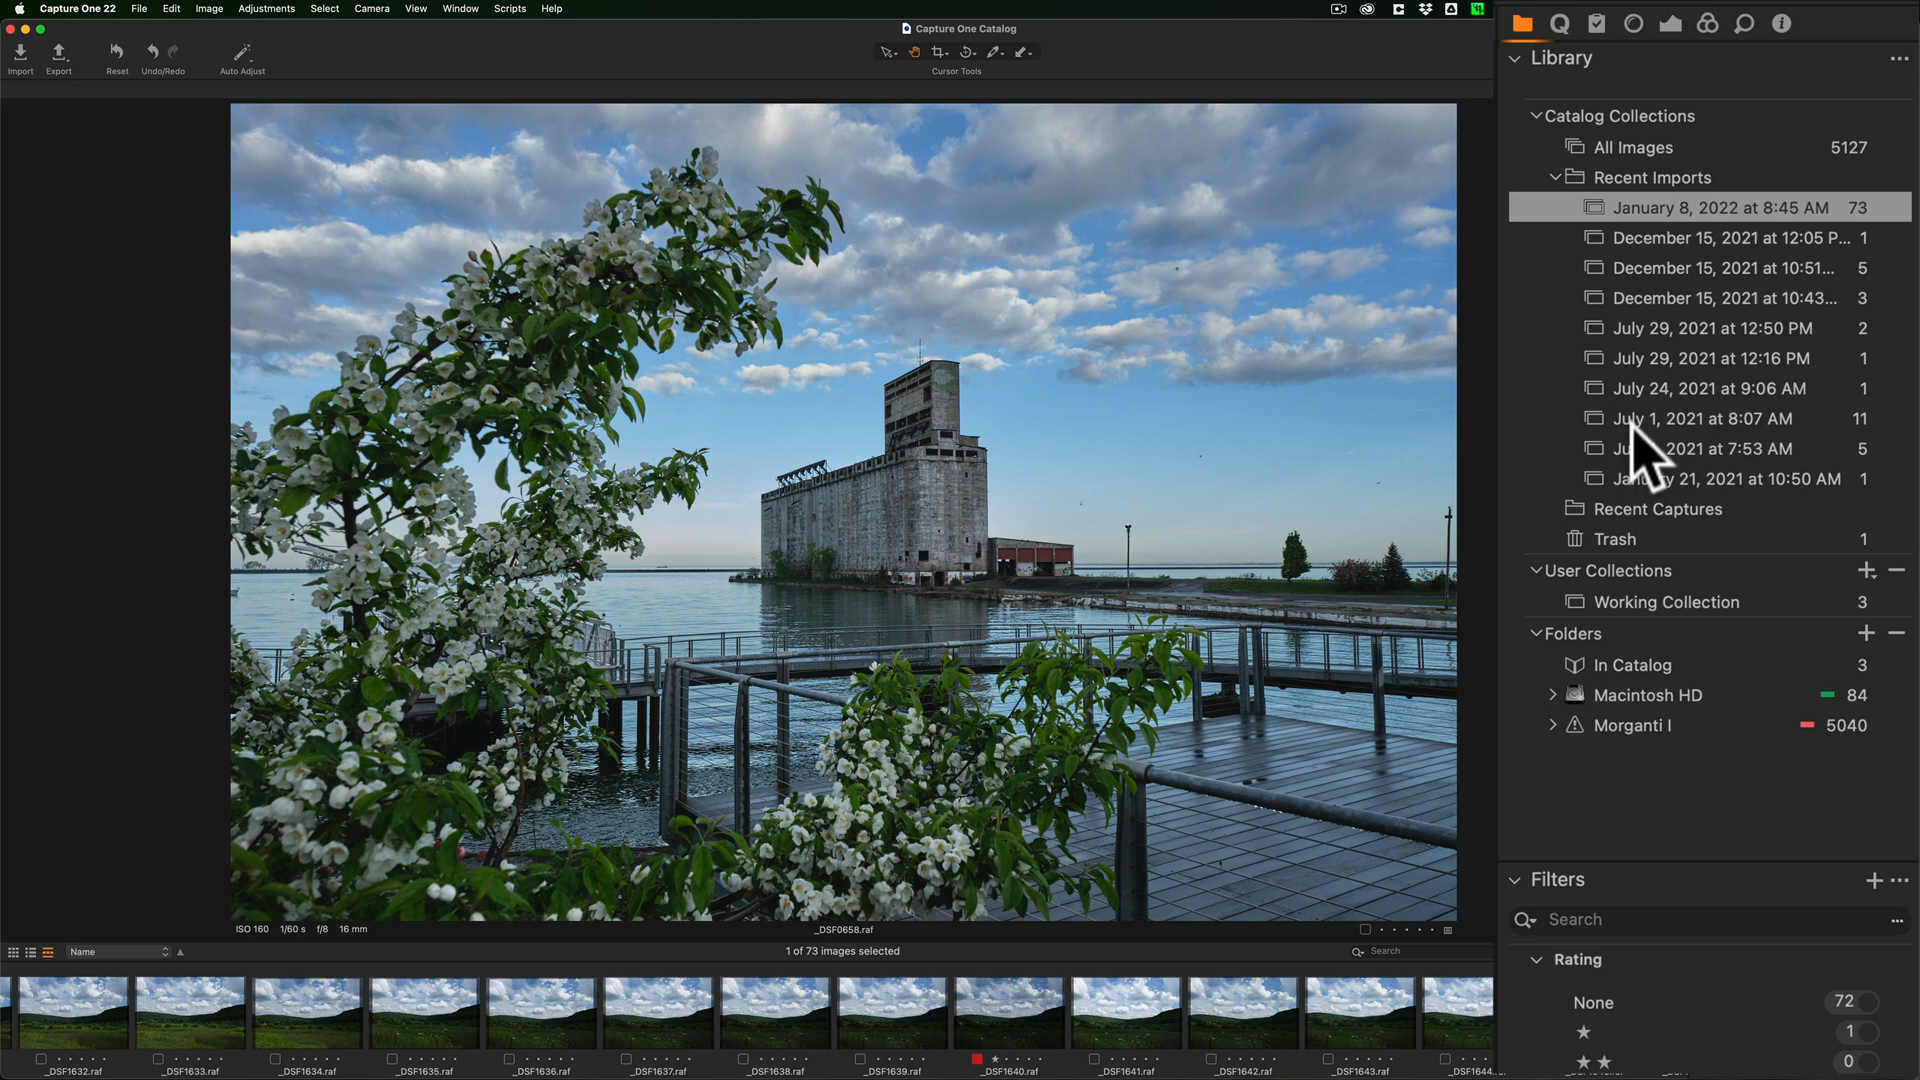 Capture One 22 File Edit Image Adjustments Select Camera View Window Scripts Help
Capture One Catalog
Import Export Reset Undo/Redo Auto Adjust Cursor Tools
Library
Catalog Collections
All Images 5127
Recent Imports
January 8, 2022 at 8:45 AM 73
December 15, 2021 at 12:05 P... 1
December 15, 2021 at 10:51... 5
December 15, 2021 at 10:43... 3
July 29, 2021 at 12:50 PM 2
July 29, 2021 at 12:16 PM 1
July 24, 2021 at 9:06 AM 1
July 1, 2021 at 8:07 AM 11
2021 at 7:53 AM 5
21, 2021 at 10:50 AM 1
Recent Captures
Trash 1
User Collections
Working Collection 3
Folders
In Catalog 3
Macintosh HD 84
Morganti I 5040
Filters
Search
Rating
None 72
1
0
ISO 160 1/60 s f/8 16 mm _DSF0658.raf
Name 1 of 73 images selected Search
_DSF1632.raf _DSF1633.raf _DSF1634.raf _DSF1635.raf _DSF1636.raf _DSF1637.raf _DSF1638.raf _DSF1639.raf _DSF1640.raf _DSF1641.raf _DSF1642.raf _DSF1643.raf